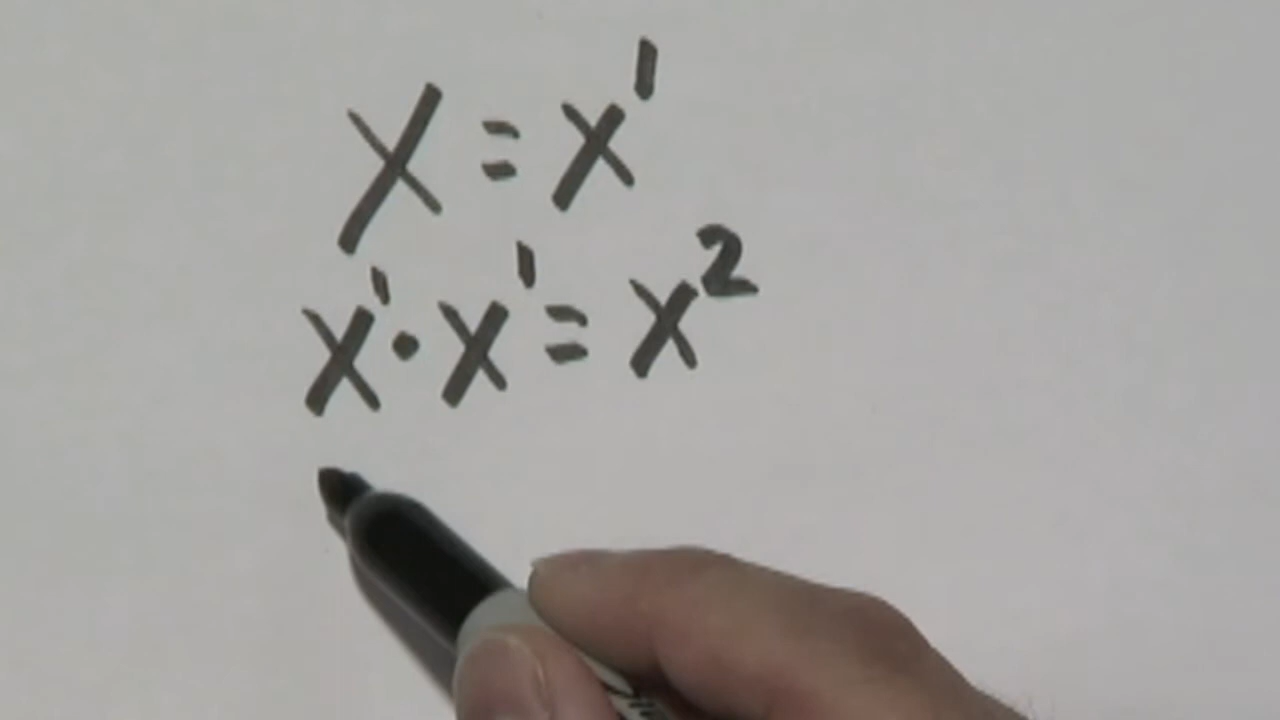 X = x¹
x¹ · x¹ = x²